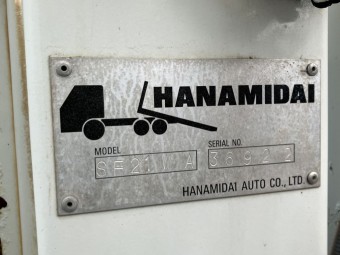 HANAMIDAI
MODEL SERIAL NO.
HANAMIDAI AUTO CO., LTD.